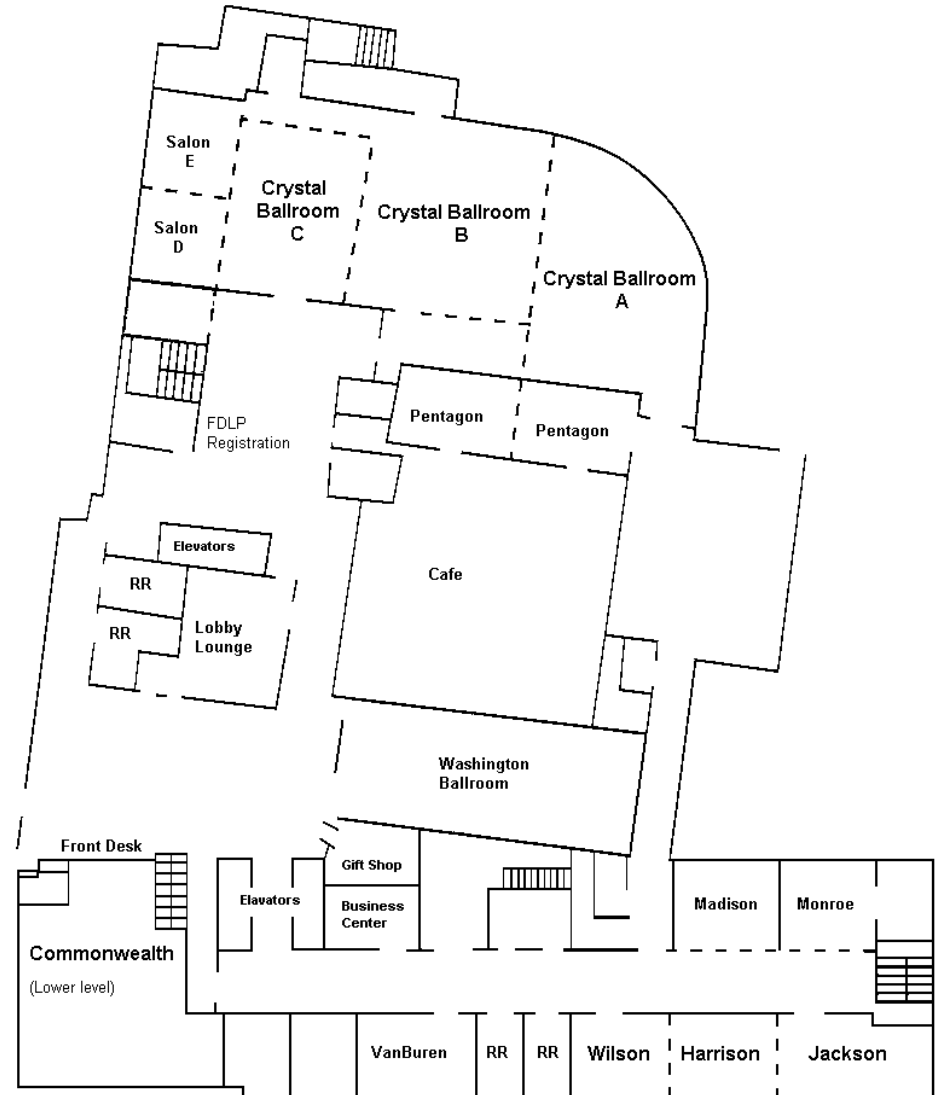 Salon
E
Crystal
Ballroom
C
Crystal Ballroom
B
Salon
D
Crystal Ballroom
A
Pentagon
Pentagon
FDLP
Registration
Elevators
Cafe
RR
RR
Lobby
Lounge
Washington
Ballroom
Front Desk
Gift Shop
Elavators
Business
Center
Madison
Monroe
Commonwealth
(Lower level)
VanBuren
RR
RR
Wilson
Harrison
Jackson